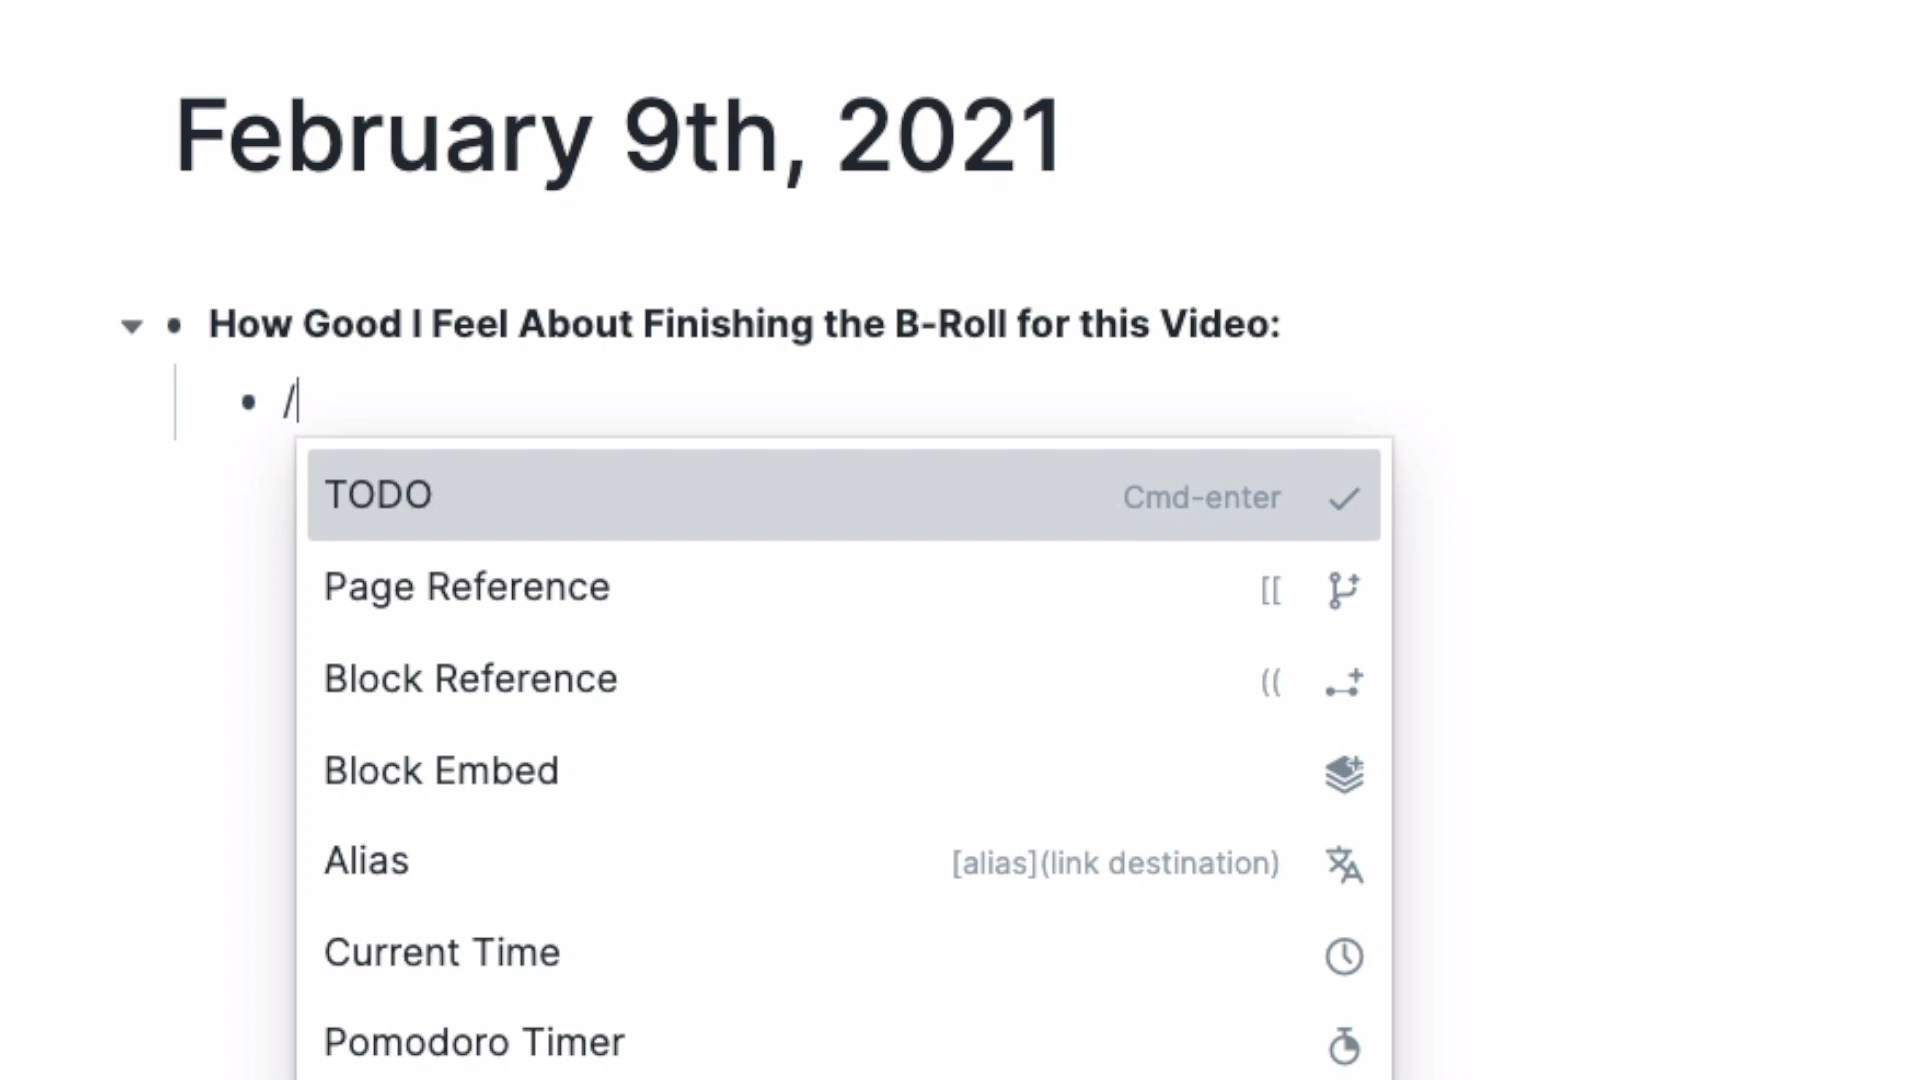 February 9th, 2021
How Good I Feel About Finishing the B-Roll for this Video:
/
TODO Cmd-enter
Page Reference [[
Block Reference ((
Block Embed
Alias [alias](link destination)
Current Time
Pomodoro Timer